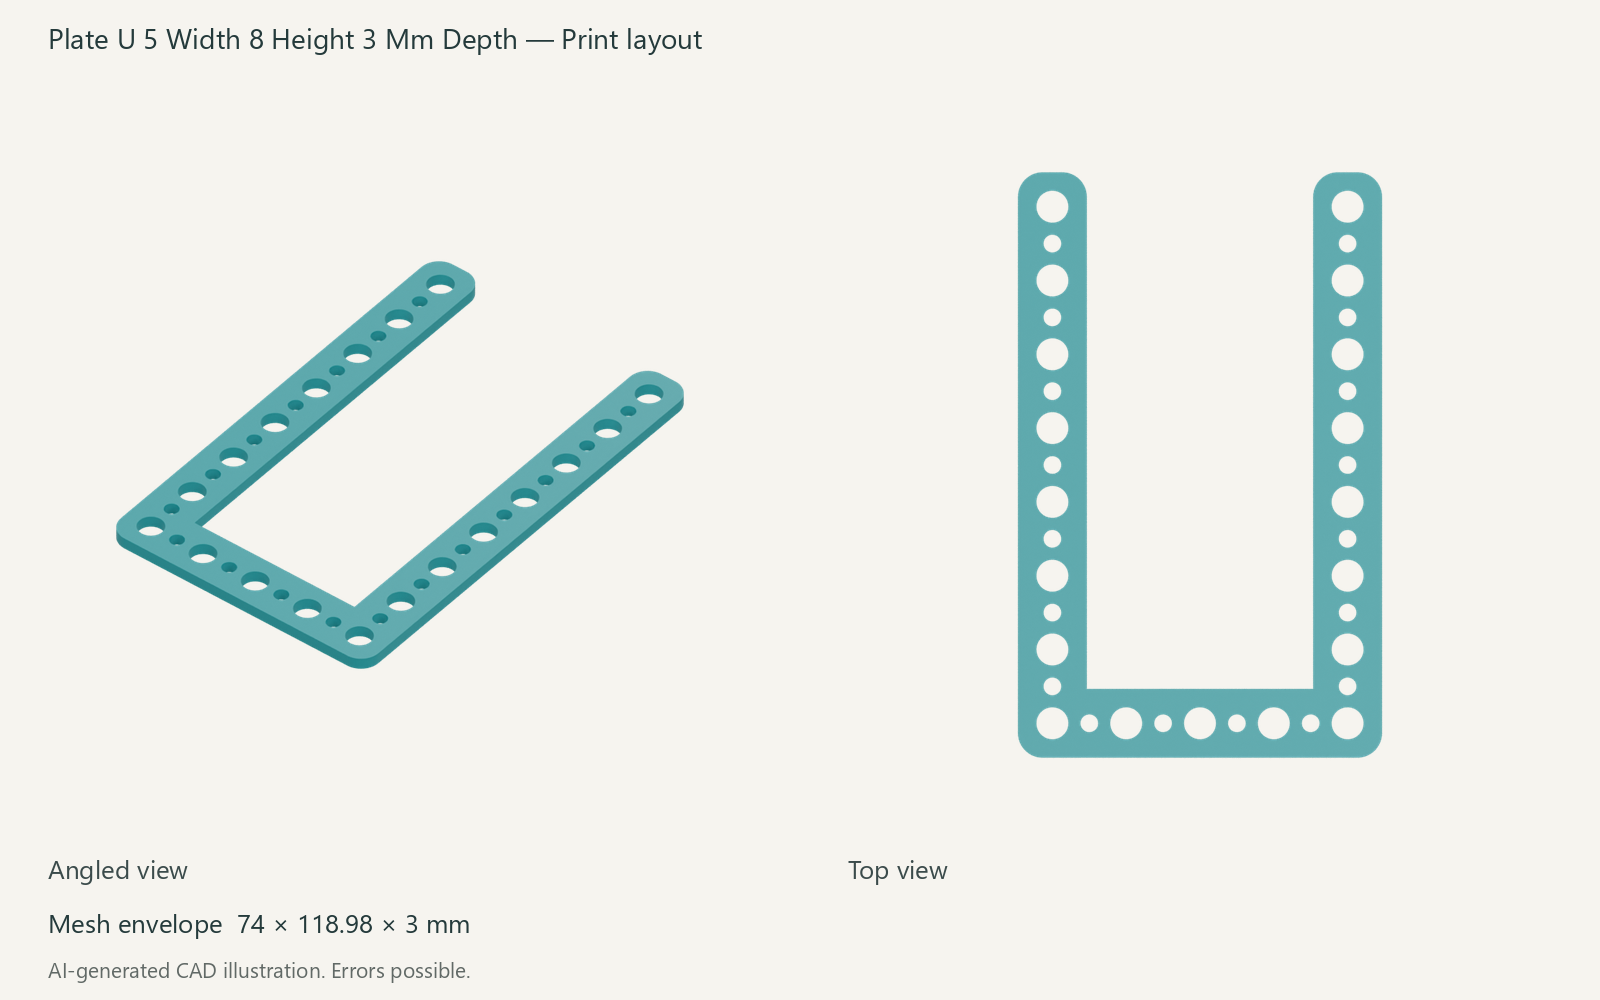 Plate U 5 Width 8 Height 3 Mm Depth — Print layout
Angled view
Top view
Mesh envelope 74 × 118.98 × 3 mm
AI-generated CAD illustration. Errors possible.